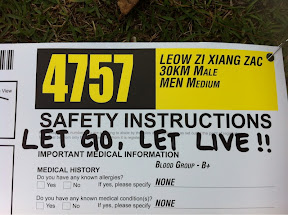 4757
LEOW ZI XIANG ZAC
30KM MALE
MEN MEDIUM
SAFETY INSTRUCTIONS
LET GO, LET LIVE!!
IMPORTANT MEDICAL INFORMATION
BLOOD GROUP - B+
MEDICAL HISTORY
Do you have any known allergies?
Yes No If yes, please specify NONE
Do you have any known medical condition(s)?
Yes No If yes, please specify NONE